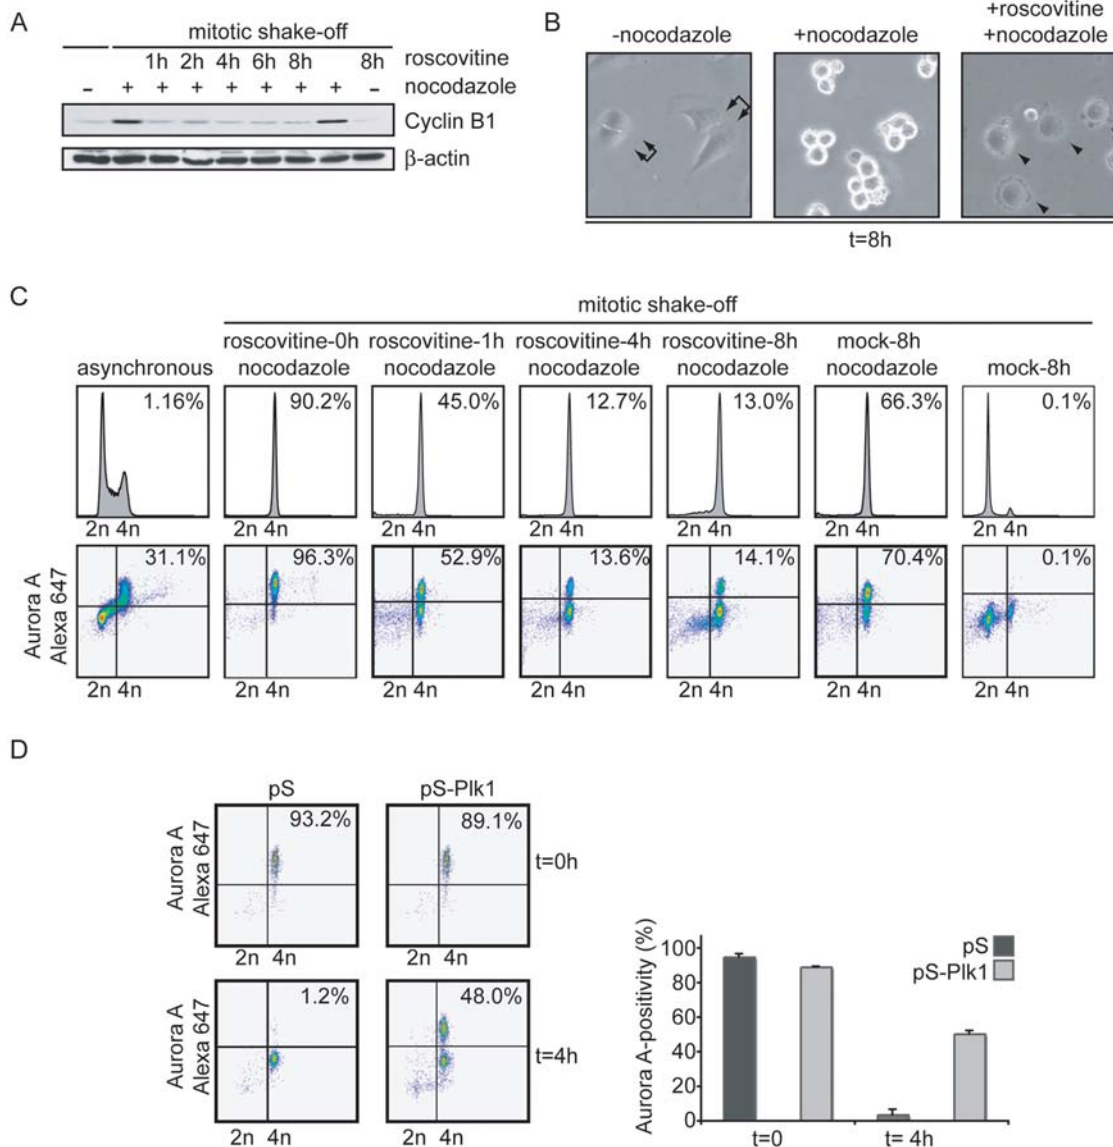 A
mitotic shake-off
1h 2h 4h 6h 8h 8h roscovitine
- + + + + + + + - nocodazole
Cyclin B1
β-actin
B
-nocodazole
+nocodazole
+roscovitine
+nocodazole
t=8h
C
mitotic shake-off
roscovitine-0h roscovitine-1h roscovitine-4h roscovitine-8h mock-8h
asynchronous nocodazole nocodazole nocodazole nocodazole nocodazole mock-8h
1.16% 90.2% 45.0% 12.7% 13.0% 66.3% 0.1%
2n 4n 2n 4n 2n 4n 2n 4n 2n 4n 2n 4n 2n 4n
Aurora A
Alexa 647
31.1% 96.3% 52.9% 13.6% 14.1% 70.4% 0.1%
2n 4n 2n 4n 2n 4n 2n 4n 2n 4n 2n 4n 2n 4n
D
pS pS-Plk1
Aurora A
Alexa 647
93.2% 89.1%
t=0h
2n 4n 2n 4n
Aurora A
Alexa 647
1.2% 48.0%
t=4h
2n 4n 2n 4n
Aurora A-positivity (%)
100
80
60
40
20
0
pS
pS-Plk1
t=0 t= 4h